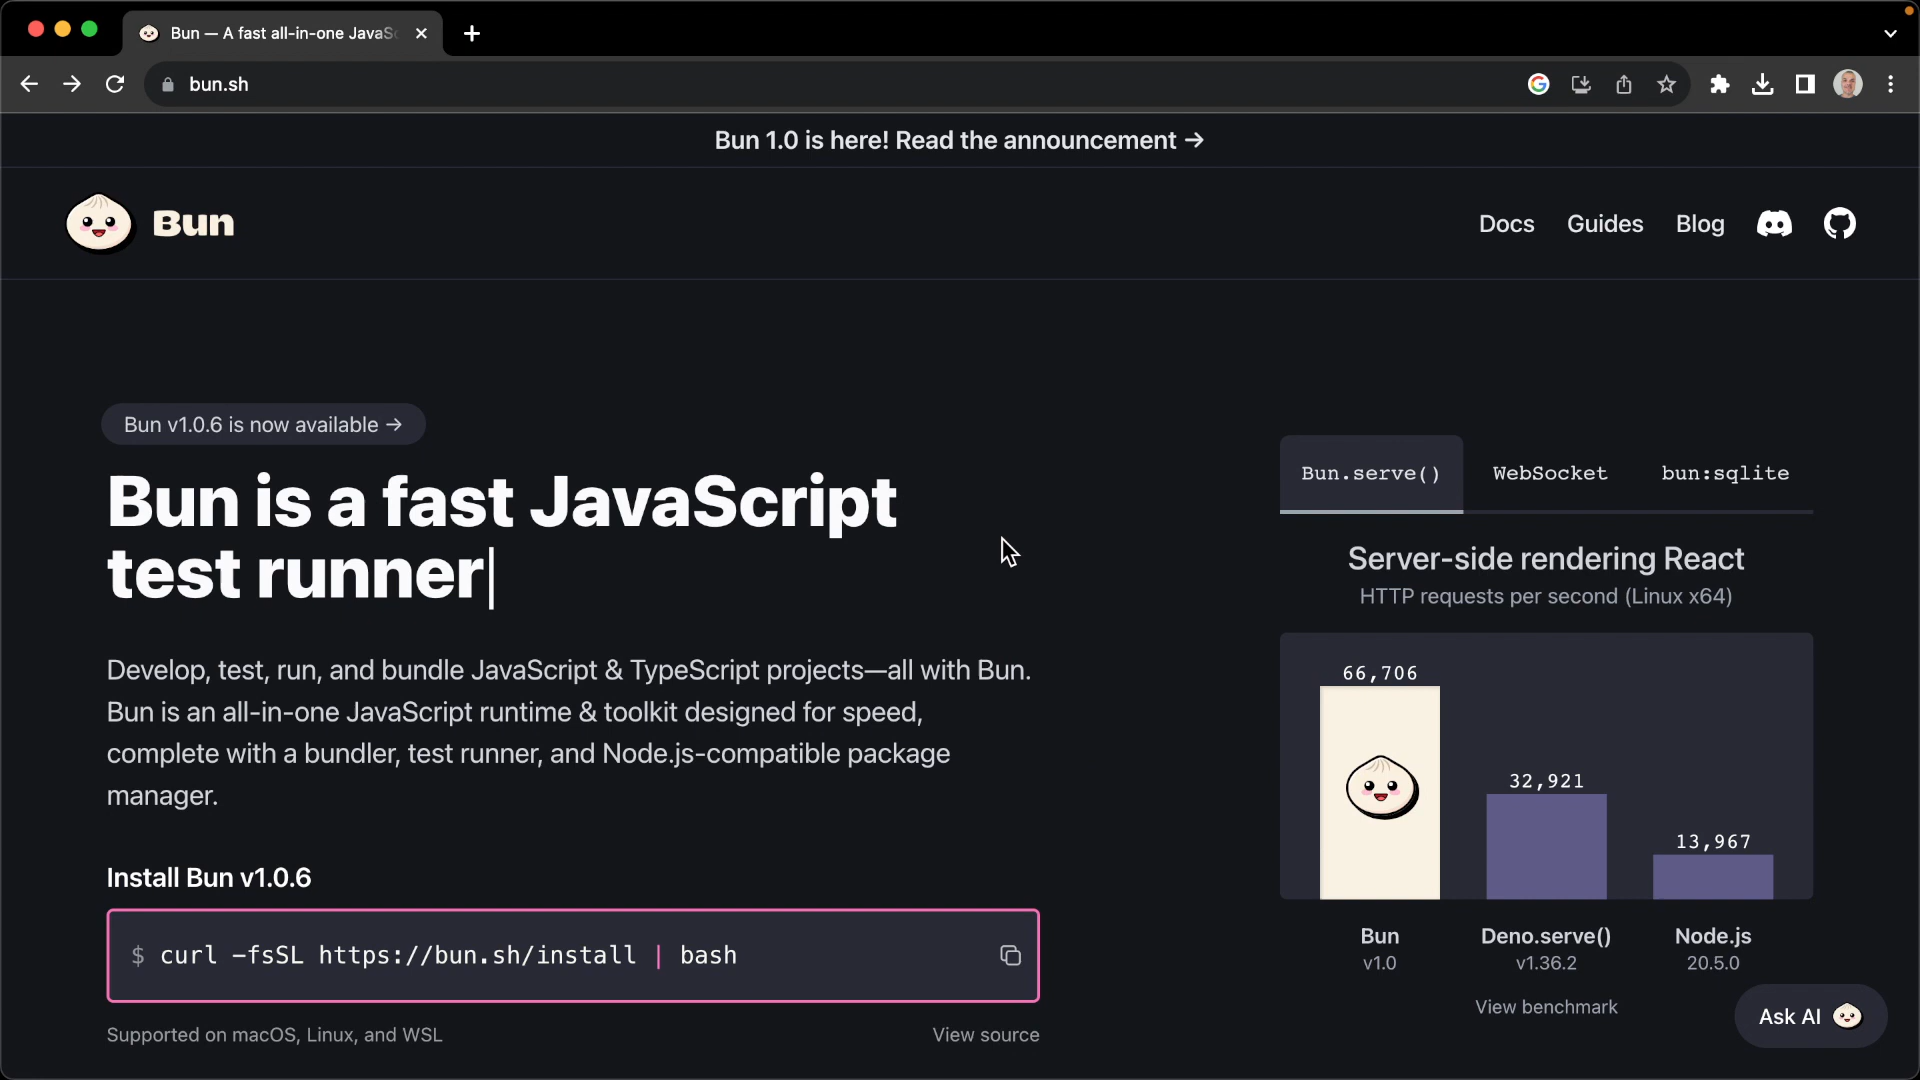 Bun — A fast all-in-one JavaSc
bun.sh
Bun 1.0 is here! Read the announcement →
Bun
Docs Guides Blog
Bun v1.0.6 is now available →
Bun is a fast JavaScript
test runner|
Develop, test, run, and bundle JavaScript & TypeScript projects—all with Bun.
Bun is an all-in-one JavaScript runtime & toolkit designed for speed,
complete with a bundler, test runner, and Node.js-compatible package
manager.
Install Bun v1.0.6
$ curl -fsSL https://bun.sh/install | bash
Supported on macOS, Linux, and WSL
View source
Bun.serve() WebSocket bun:sqlite
Server-side rendering React
HTTP requests per second (Linux x64)
66,706
32,921
13,967
Bun Deno.serve() Node.js
v1.0 v1.36.2 20.5.0
View benchmark
Ask AI